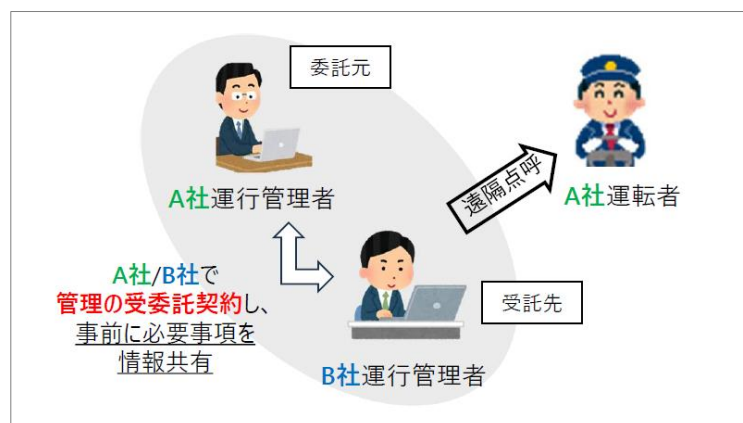 委託元
A社運行管理者
遠隔点呼
A社運転者
A社/B社で
管理の受委託契約し、
事前に必要事項を
情報共有
受託先
B社運行管理者